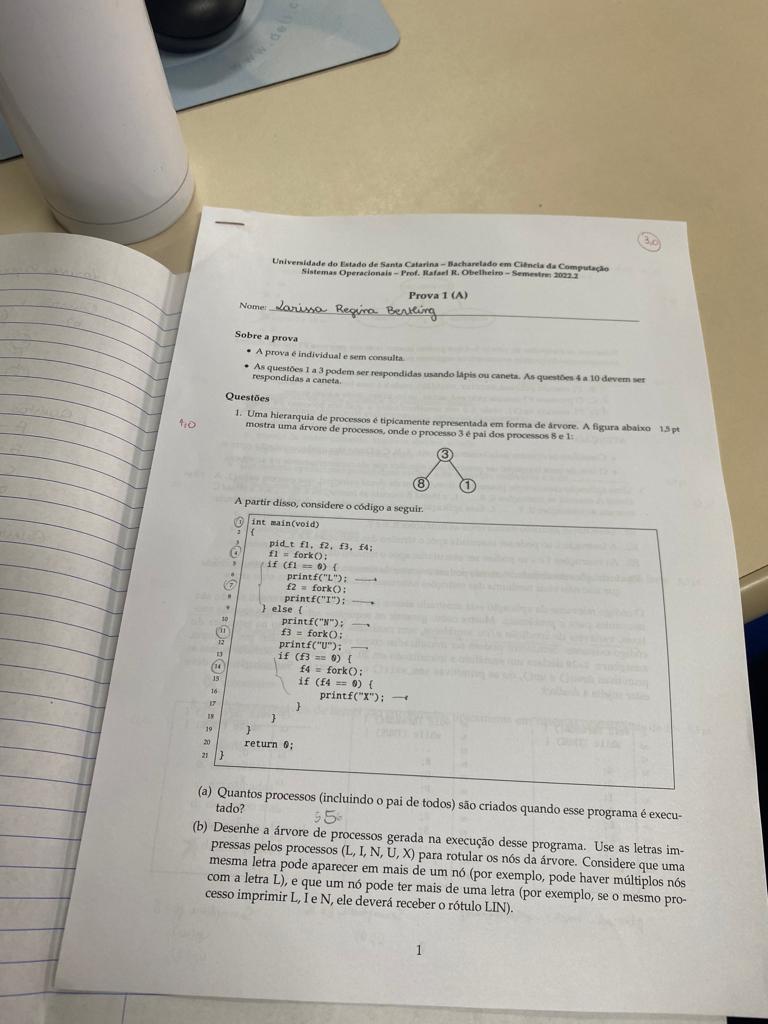 www.dell.c
3,0
Universidade do Estado de Santa Catarina – Bacharelado em Ciência da Computação
Sistemas Operacionais – Prof. Rafael R. Obelheiro – Semestre: 2022.2
Prova 1 (A)
Nome: Larissa Regina Bertling
Sobre a prova
• A prova é individual e sem consulta.
• As questões 1 a 3 podem ser respondidas usando lápis ou caneta. As questões 4 a 10 devem ser
respondidas a caneta.
Questões
1,0
1. Uma hierarquia de processos é tipicamente representada em forma de árvore. A figura abaixo 1,5 pt
mostra uma árvore de processos, onde o processo 3 é pai dos processos 8 e 1:
3
8 1
A partir disso, considere o código a seguir.
1 int main(void)
2 {
3 pid_t f1, f2, f3, f4;
4 f1 = fork();
5 if (f1 == 0) {
6 printf("L");
7 f2 = fork();
8 printf("I");
9 } else {
10 printf("N");
11 f3 = fork();
12 printf("U");
13 if (f3 == 0) {
14 f4 = fork();
15 if (f4 == 0) {
16 printf("X");
17 }
18 }
19 }
20 return 0;
21 }
(a) Quantos processos (incluindo o pai de todos) são criados quando esse programa é execu-
tado?
5
(b) Desenhe a árvore de processos gerada na execução desse programa. Use as letras im-
pressas pelos processos (L, I, N, U, X) para rotular os nós da árvore. Considere que uma
mesma letra pode aparecer em mais de um nó (por exemplo, pode haver múltiplos nós
com a letra L), e que um nó pode ter mais de uma letra (por exemplo, se o mesmo pro-
cesso imprimir L, I e N, ele deverá receber o rótulo LIN).
1